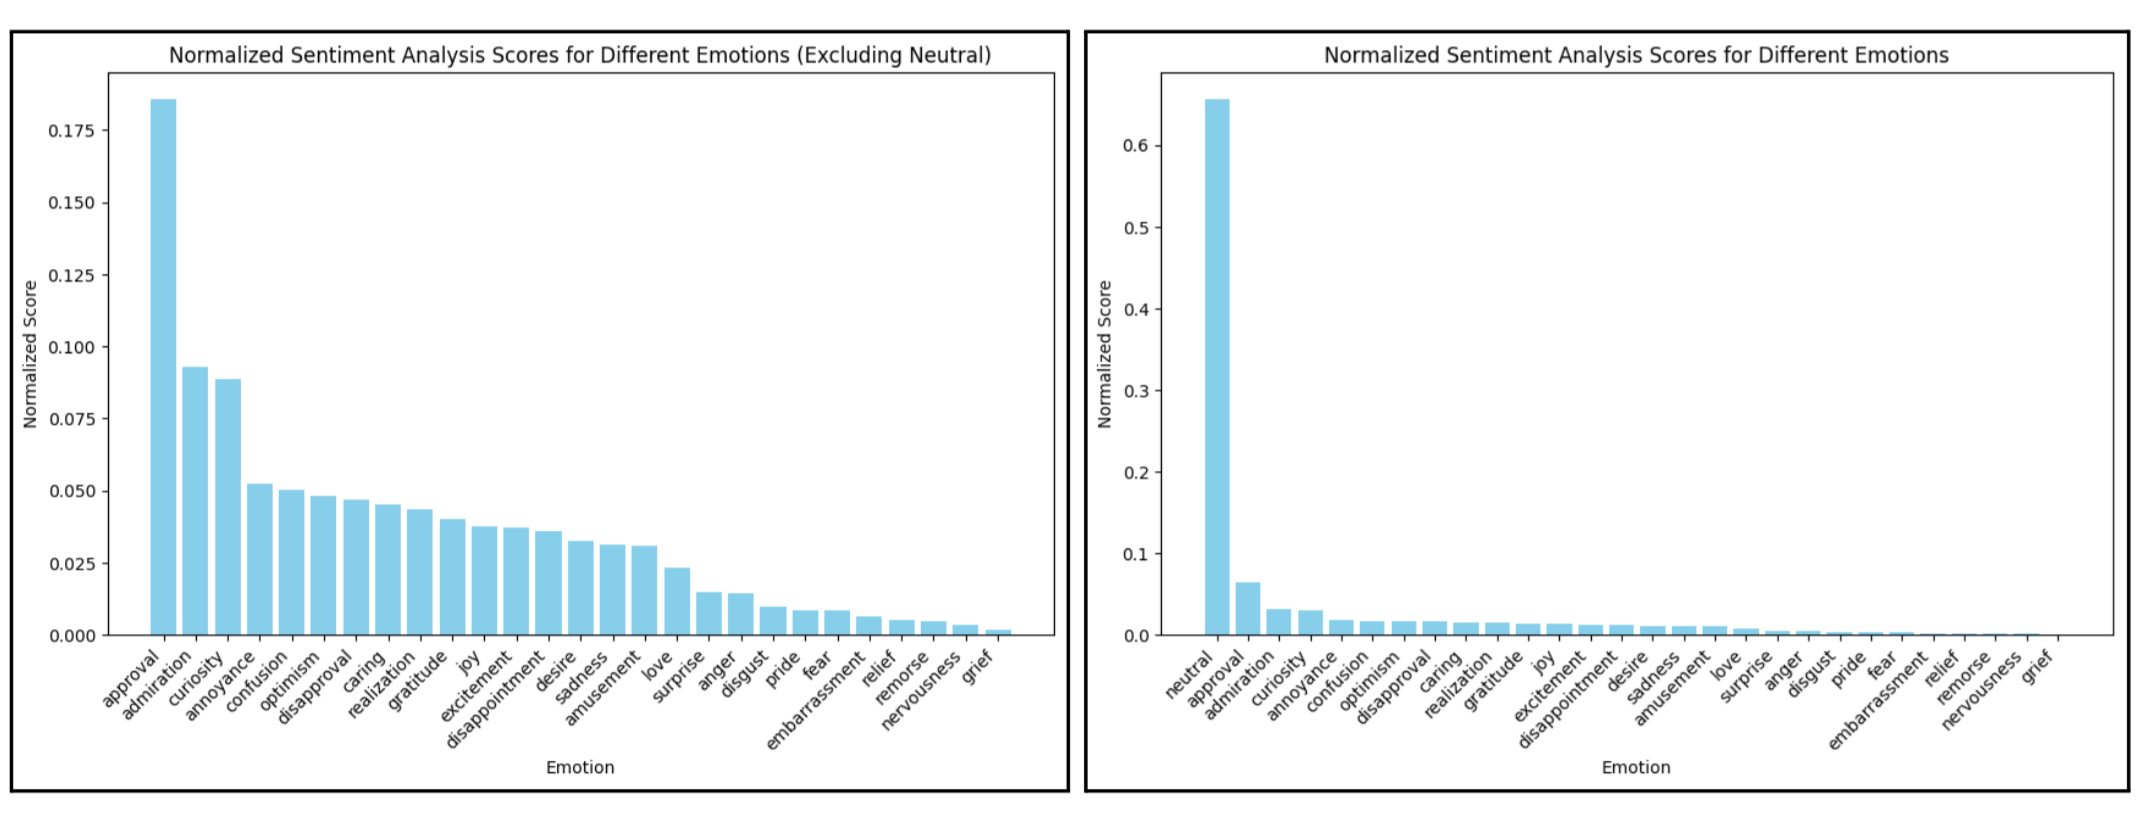 Normalized Sentiment Analysis Scores for Different Emotions (Excluding Neutral)
Normalized Score
0.175
0.150
0.125
0.100
0.075
0.050
0.025
0.000
approval
admiration
curiosity
annoyance
confusion
optimism
disapproval
caring
realization
gratitude
joy
excitement
disappointment
desire
sadness
amusement
love
surprise
anger
disgust
pride
fear
embarrassment
relief
remorse
nervousness
grief
Emotion
Normalized Sentiment Analysis Scores for Different Emotions
Normalized Score
0.6
0.5
0.4
0.3
0.2
0.1
0.0
neutral
approval
admiration
curiosity
annoyance
confusion
optimism
disapproval
caring
realization
gratitude
joy
excitement
disappointment
desire
sadness
amusement
love
surprise
anger
disgust
pride
fear
embarrassment
relief
remorse
nervousness
grief
Emotion